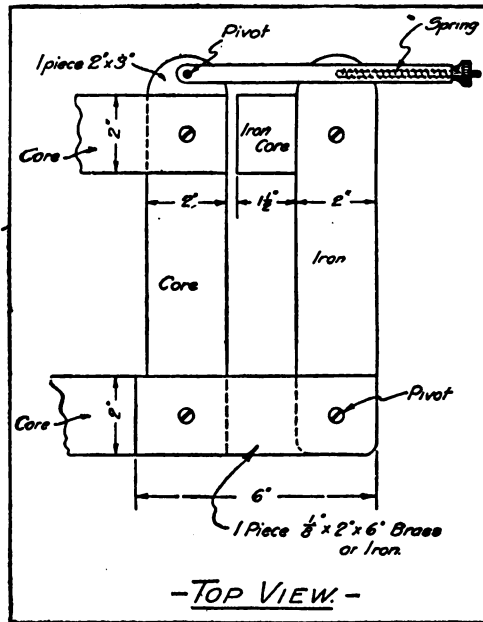 Pivot
Spring
1 piece 2"x3"
2"
Core
Iron
Core
2"
1½"
2"
Core
Iron
2"
Core
Pivot
6"
1 Piece ⅛" x 2" x 6" Brass
or Iron.
-TOP VIEW.-